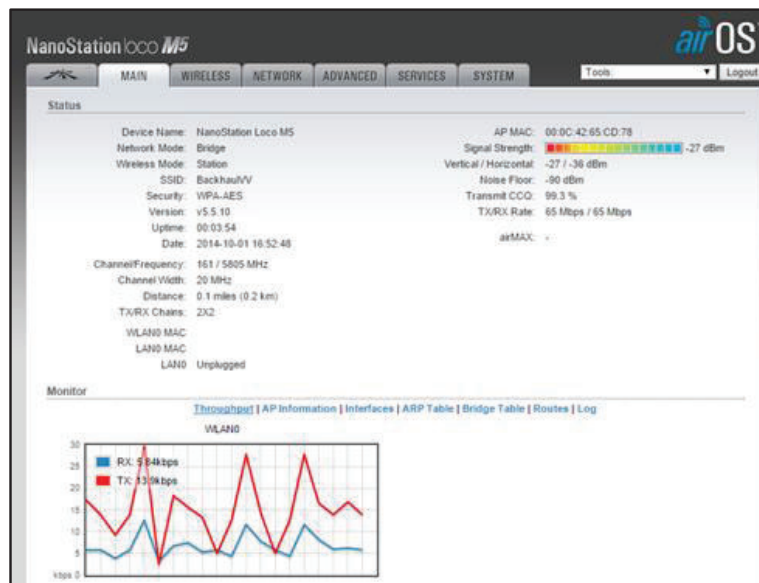 NanoStation loco M5
airOS
MAIN WIRELESS NETWORK ADVANCED SERVICES SYSTEM Tools: Logout
Status
Device Name: NanoStation Loco M5
Network Mode: Bridge
Wireless Mode: Station
SSID: BackhaulVV
Security: WPA-AES
Version: v5.5.10
Uptime: 00:03:54
Date: 2014-10-01 16:52:48
Channel/Frequency: 161 / 5805 MHz
Channel Width: 20 MHz
Distance: 0.1 miles (0.2 km)
TX/RX Chains: 2X2
WLAN0 MAC
LAN0 MAC
LAN0 Unplugged
AP MAC: 00:0C:42:65:CD:78
Signal Strength: -27 dBm
Vertical / Horizontal: -27 / -36 dBm
Noise Floor: -90 dBm
Transmit CCQ: 99.3 %
TX/RX Rate: 65 Mbps / 65 Mbps
airMAX: -
Monitor
Throughput | AP Information | Interfaces | ARP Table | Bridge Table | Routes | Log
WLAN0
30
25
20
15
10
5
kbps 0
RX: 5.84kbps
TX: 13.9kbps